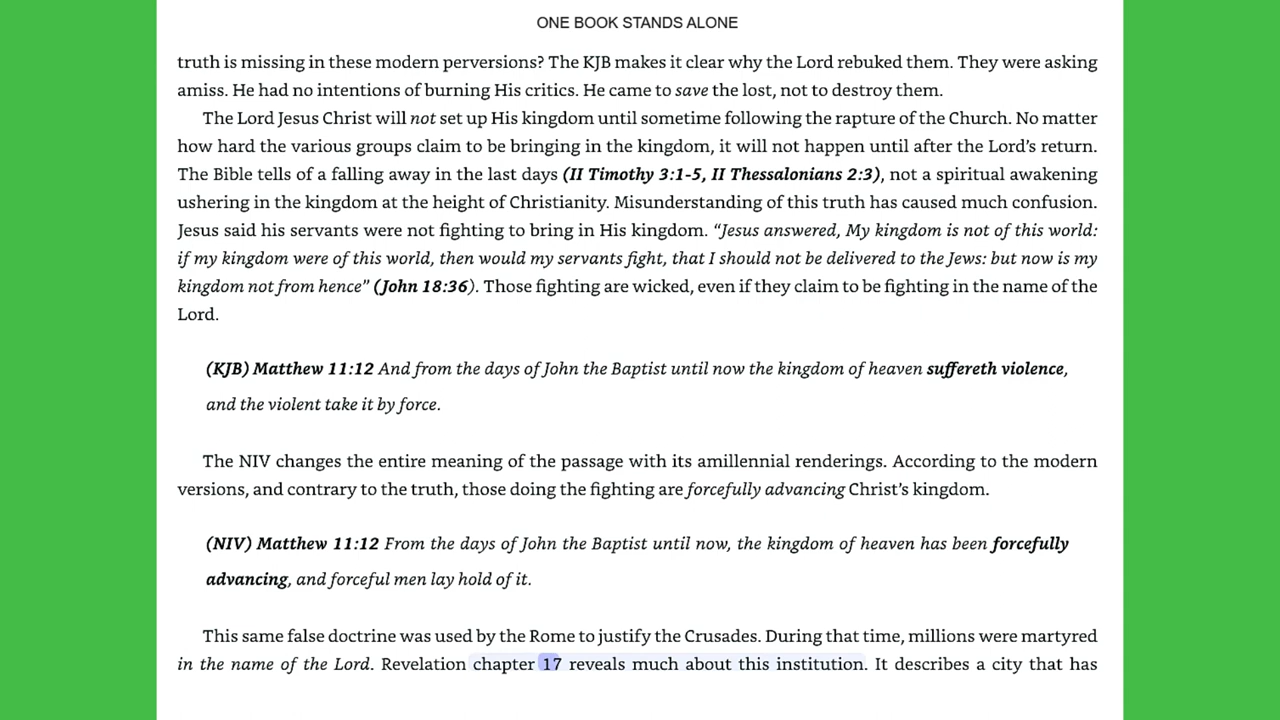 ONE BOOK STANDS ALONE
truth is missing in these modern perversions? The KJB makes it clear why the Lord rebuked them. They were asking
amiss. He had no intentions of burning His critics. He came to save the lost, not to destroy them.
The Lord Jesus Christ will not set up His kingdom until sometime following the rapture of the Church. No matter
how hard the various groups claim to be bringing in the kingdom, it will not happen until after the Lord’s return.
The Bible tells of a falling away in the last days (II Timothy 3:1-5, II Thessalonians 2:3), not a spiritual awakening
ushering in the kingdom at the height of Christianity. Misunderstanding of this truth has caused much confusion.
Jesus said his servants were not fighting to bring in His kingdom. “Jesus answered, My kingdom is not of this world:
if my kingdom were of this world, then would my servants fight, that I should not be delivered to the Jews: but now is my
kingdom not from hence” (John 18:36). Those fighting are wicked, even if they claim to be fighting in the name of the
Lord.
(KJB) Matthew 11:12 And from the days of John the Baptist until now the kingdom of heaven suffereth violence,
and the violent take it by force.
The NIV changes the entire meaning of the passage with its amillennial renderings. According to the modern
versions, and contrary to the truth, those doing the fighting are forcefully advancing Christ’s kingdom.
(NIV) Matthew 11:12 From the days of John the Baptist until now, the kingdom of heaven has been forcefully
advancing, and forceful men lay hold of it.
This same false doctrine was used by the Rome to justify the Crusades. During that time, millions were martyred
in the name of the Lord. Revelation chapter 17 reveals much about this institution. It describes a city that has